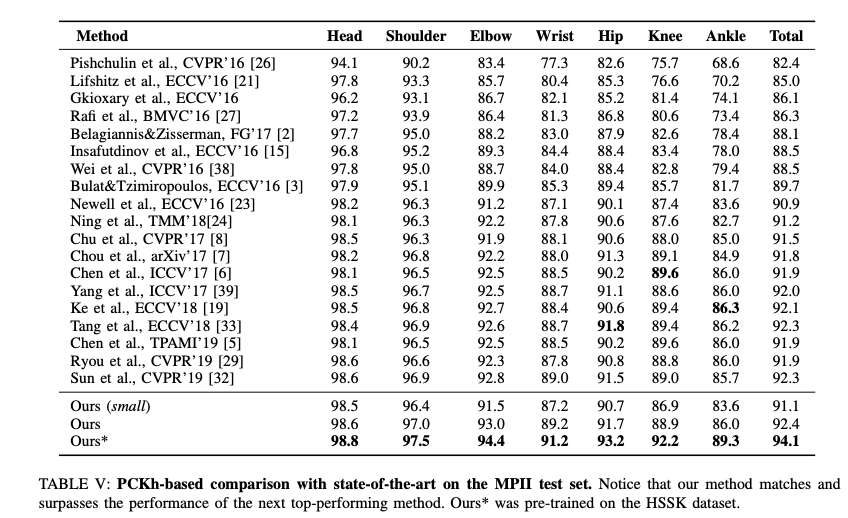 Method Head Shoulder Elbow Wrist Hip Knee Ankle Total
Pishchulin et al., CVPR'16 [26] 94.1 90.2 83.4 77.3 82.6 75.7 68.6 82.4
Lifshitz et al., ECCV'16 [21] 97.8 93.3 85.7 80.4 85.3 76.6 70.2 85.0
Gkioxary et al., ECCV'16 96.2 93.1 86.7 82.1 85.2 81.4 74.1 86.1
Rafi et al., BMVC'16 [27] 97.2 93.9 86.4 81.3 86.8 80.6 73.4 86.3
Belagiannis&Zisserman, FG'17 [2] 97.7 95.0 88.2 83.0 87.9 82.6 78.4 88.1
Insafutdinov et al., ECCV'16 [15] 96.8 95.2 89.3 84.4 88.4 83.4 78.0 88.5
Wei et al., CVPR'16 [38] 97.8 95.0 88.7 84.0 88.4 82.8 79.4 88.5
Bulat&Tzimiropoulos, ECCV'16 [3] 97.9 95.1 89.9 85.3 89.4 85.7 81.7 89.7
Newell et al., ECCV'16 [23] 98.2 96.3 91.2 87.1 90.1 87.4 83.6 90.9
Ning et al., TMM'18[24] 98.1 96.3 92.2 87.8 90.6 87.6 82.7 91.2
Chu et al., CVPR'17 [8] 98.5 96.3 91.9 88.1 90.6 88.0 85.0 91.5
Chou et al., arXiv'17 [7] 98.2 96.8 92.2 88.0 91.3 89.1 84.9 91.8
Chen et al., ICCV'17 [6] 98.1 96.5 92.5 88.5 90.2 89.6 86.0 91.9
Yang et al., ICCV'17 [39] 98.5 96.7 92.5 88.7 91.1 88.6 86.0 92.0
Ke et al., ECCV'18 [19] 98.5 96.8 92.7 88.4 90.6 89.4 86.3 92.1
Tang et al., ECCV'18 [33] 98.4 96.9 92.6 88.7 91.8 89.4 86.2 92.3
Chen et al., TPAMI'19 [5] 98.1 96.5 92.5 88.5 90.2 89.6 86.0 91.9
Ryou et al., CVPR'19 [29] 98.6 96.6 92.3 87.8 90.8 88.8 86.0 91.9
Sun et al., CVPR'19 [32] 98.6 96.9 92.8 89.0 91.5 89.0 85.7 92.3
Ours (small) 98.5 96.4 91.5 87.2 90.7 86.9 83.6 91.1
Ours 98.6 97.0 93.0 89.2 91.7 88.9 86.0 92.4
Ours* 98.8 97.5 94.4 91.2 93.2 92.2 89.3 94.1
TABLE V: PCKh-based comparison with state-of-the-art on the MPII test set. Notice that our method matches and
surpasses the performance of the next top-performing method. Ours* was pre-trained on the HSSK dataset.